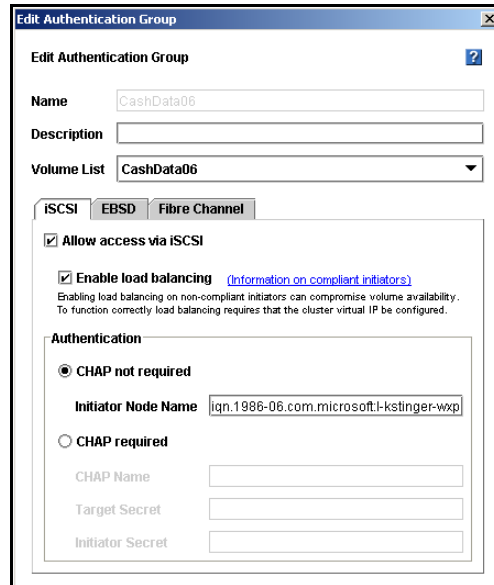 Edit Authentication Group
Edit Authentication Group ?
Name CashData06
Description
Volume List CashData06
iSCSI EBSD Fibre Channel
Allow access via iSCSI
Enable load balancing (Information on compliant initiators)
Enabling load balancing on non-compliant initiators can compromise volume availability.
To function correctly load balancing requires that the cluster virtual IP be configured.
Authentication
CHAP not required
Initiator Node Name iqn.1986-06.com.microsoft:l-kstinger-wxp
CHAP required
CHAP Name
Target Secret
Initiator Secret